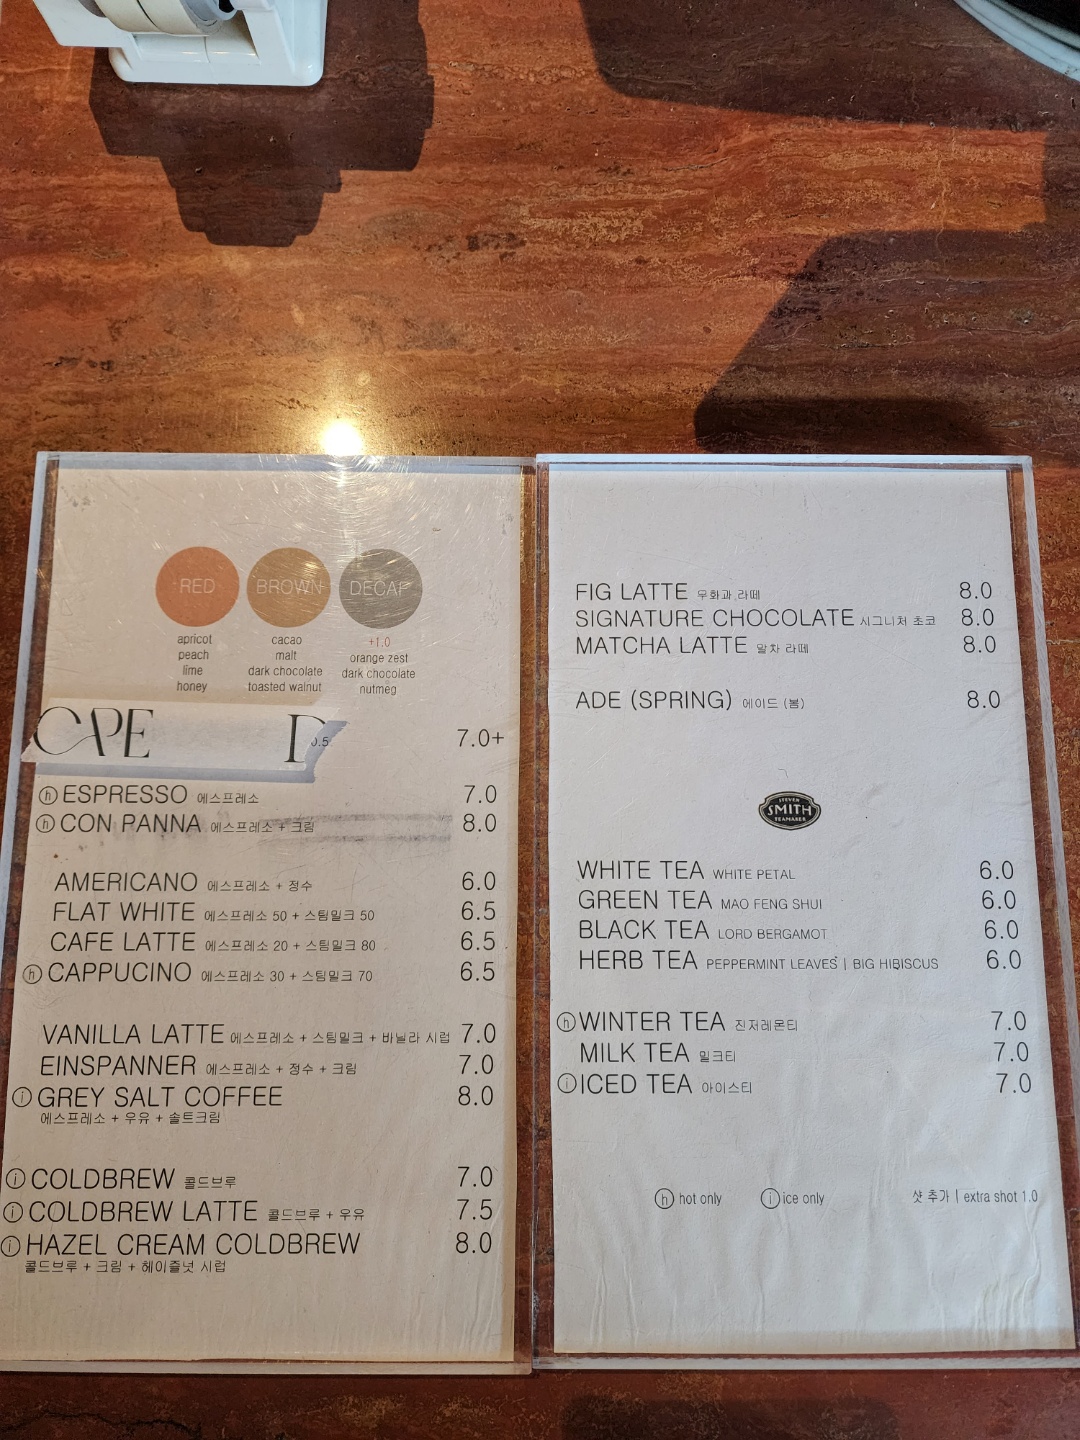 RED BROWN DECAF
apricot
peach
lime
honey
cacao
malt
dark chocolate
toasted walnut
+1.0
orange zest
dark chocolate
nutmeg
0.5 7.0+
ⓗ ESPRESSO 에스프레소 7.0
ⓗ CON PANNA 에스프레소 + 크림 8.0
AMERICANO 에스프레소 + 정수 6.0
FLAT WHITE 에스프레소 50 + 스팀밀크 50 6.5
CAFE LATTE 에스프레소 20 + 스팀밀크 80 6.5
ⓗ CAPPUCINO 에스프레소 30 + 스팀밀크 70 6.5
VANILLA LATTE 에스프레소 + 스팀밀크 + 바닐라 시럽 7.0
EINSPANNER 에스프레소 + 정수 + 크림 7.0
ⓘ GREY SALT COFFEE 8.0
에스프레소 + 우유 + 솔트크림
ⓘ COLDBREW 콜드브루 7.0
ⓘ COLDBREW LATTE 콜드브루 + 우유 7.5
ⓘ HAZEL CREAM COLDBREW 8.0
콜드브루 + 크림 + 헤이즐넛 시럽
FIG LATTE 무화과 라떼 8.0
SIGNATURE CHOCOLATE 시그니처 초코 8.0
MATCHA LATTE 말차 라떼 8.0
ADE (SPRING) 에이드 (봄) 8.0
STEVEN
SMITH
TEAMAKER
WHITE TEA WHITE PETAL 6.0
GREEN TEA MAO FENG SHUI 6.0
BLACK TEA LORD BERGAMOT 6.0
HERB TEA PEPPERMINT LEAVES | BIG HIBISCUS 6.0
ⓗ WINTER TEA 진저레몬티 7.0
MILK TEA 밀크티 7.0
ⓘ ICED TEA 아이스티 7.0
ⓗ hot only ⓘ ice only 샷 추가 | extra shot 1.0